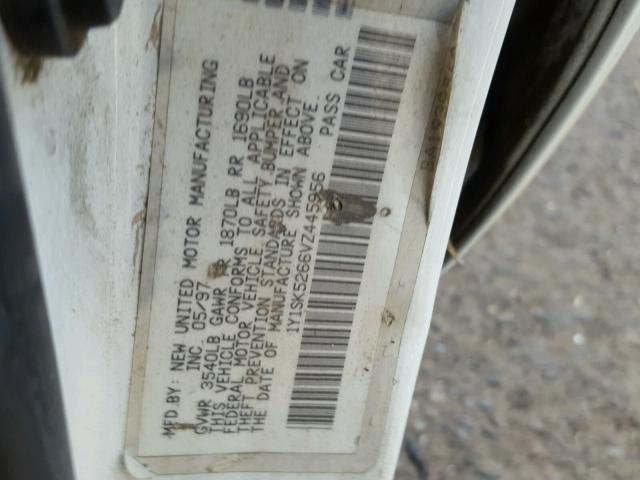 MFD.BY: NEW UNITED MOTOR MANUFACTURING
INC. 05/97
GVWR 3540LB GAWR FR 1870LB RR 1690LB
THIS VEHICLE CONFORMS TO ALL APPLICABLE
FEDERAL MOTOR VEHICLE SAFETY BUMPER,AND
THEFT PREVENTION STANDARDS IN EFFECT ON
THE DATE OF MANUFACTURE SHOWN ABOVE.
1Y1SK5266VZ445956 PASS CAR